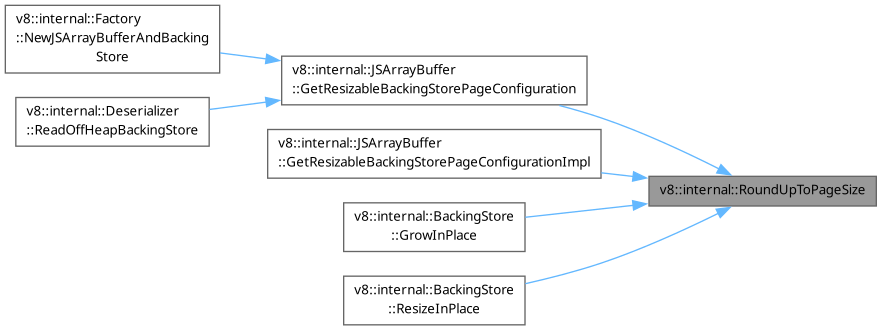 v8::internal::Factory
::NewJSArrayBufferAndBacking
Store
v8::internal::Deserializer
::ReadOffHeapBackingStore
v8::internal::JSArrayBuffer
::GetResizableBackingStorePageConfiguration
v8::internal::JSArrayBuffer
::GetResizableBackingStorePageConfigurationImpl
v8::internal::BackingStore
::GrowInPlace
v8::internal::BackingStore
::ResizeInPlace
v8::internal::RoundUpToPageSize